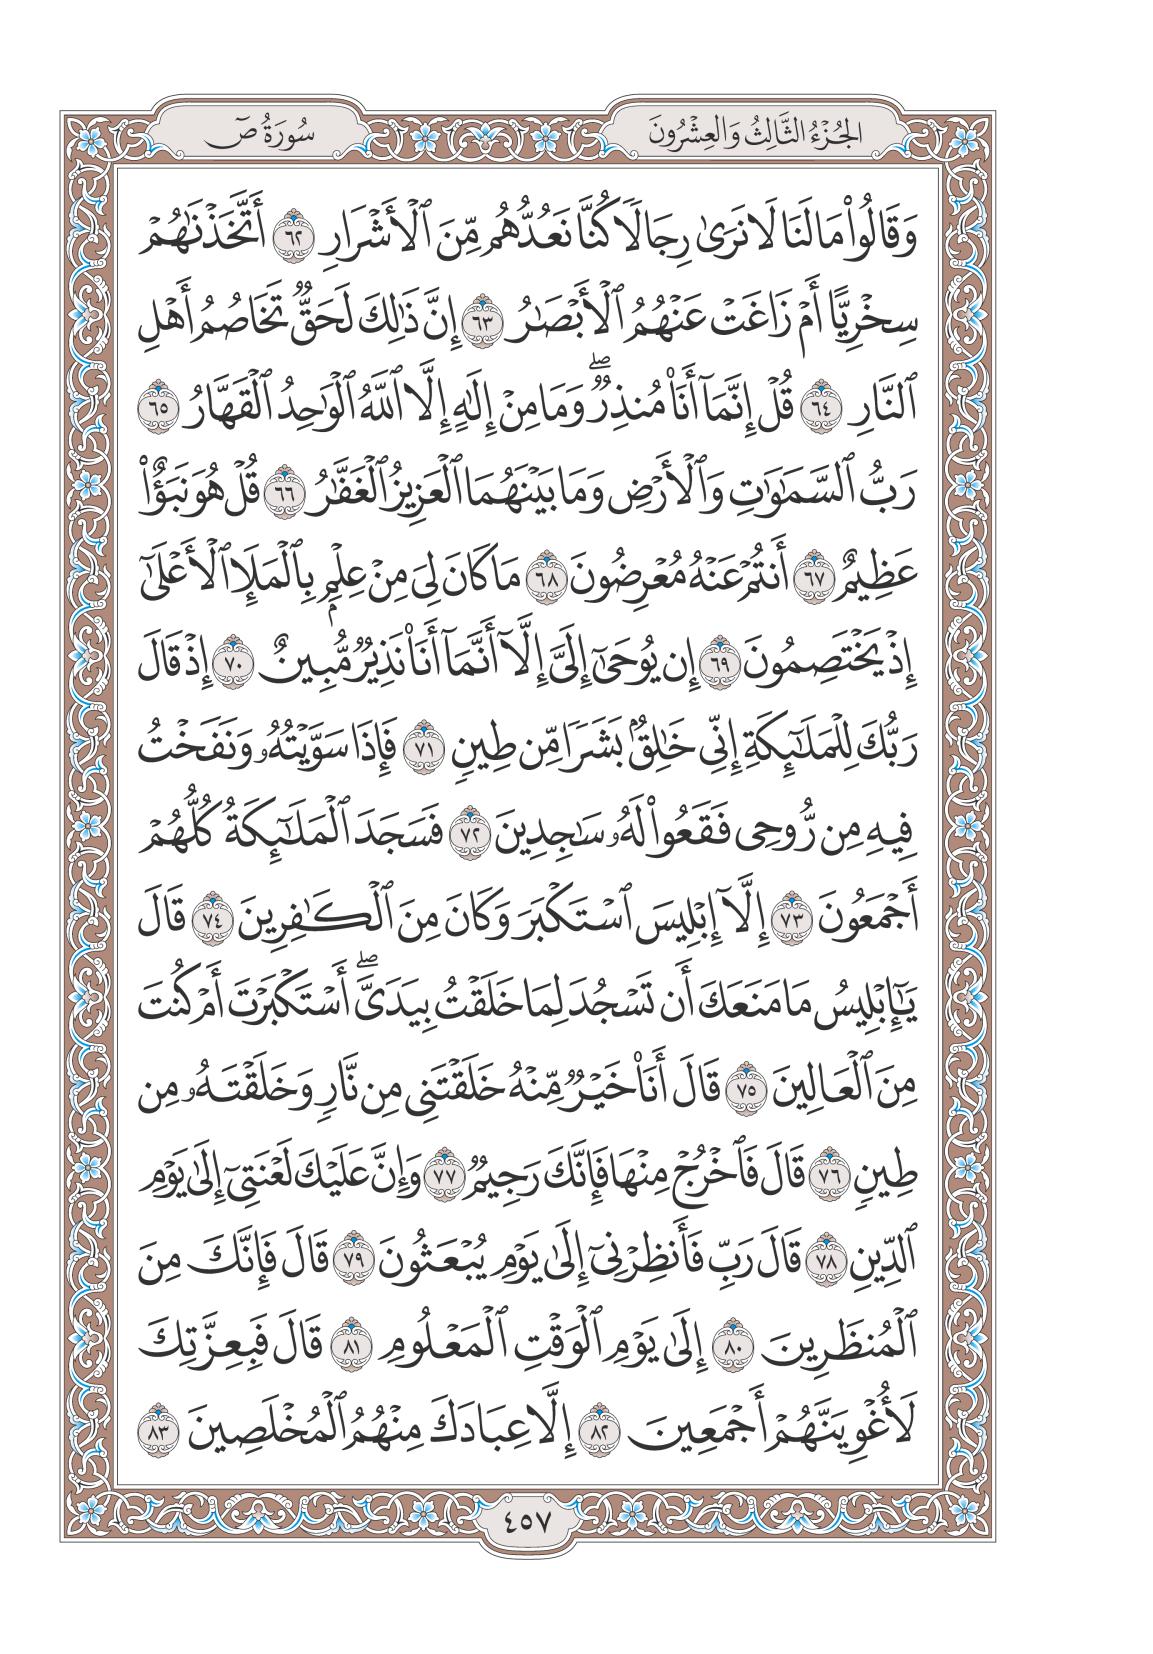 الجُزْءُ الثَّالِثُ وَالعِشْرُونَ
سُورَةُ صٓ
وَقَالُواْ مَا لَنَا لَا نَرَىٰ رِجَالٗا كُنَّا نَعُدُّهُم مِّنَ ٱلۡأَشۡرَارِ ٦٢ أَتَّخَذۡنَٰهُمۡ
سِخۡرِيًّا أَمۡ زَاغَتۡ عَنۡهُمُ ٱلۡأَبۡصَٰرُ ٦٣ إِنَّ ذَٰلِكَ لَحَقّٞ تَخَاصُمُ أَهۡلِ
ٱلنَّارِ ٦٤ قُلۡ إِنَّمَآ أَنَا۠ مُنذِرٞۖ وَمَا مِنۡ إِلَٰهٍ إِلَّا ٱللَّهُ ٱلۡوَٰحِدُ ٱلۡقَهَّارُ ٦٥
رَبُّ ٱلسَّمَٰوَٰتِ وَٱلۡأَرۡضِ وَمَا بَيۡنَهُمَا ٱلۡعَزِيزُ ٱلۡغَفَّٰرُ ٦٦ قُلۡ هُوَ نَبَؤٌاْ
عَظِيمٌ ٦٧ أَنتُمۡ عَنۡهُ مُعۡرِضُونَ ٦٨ مَا كَانَ لِيَ مِنۡ عِلۡمِۭ بِٱلۡمَلَإِ ٱلۡأَعۡلَىٰٓ
إِذۡ يَخۡتَصِمُونَ ٦٩ إِن يُوحَىٰٓ إِلَيَّ إِلَّآ أَنَّمَآ أَنَا۠ نَذِيرٞ مُّبِينٌ ٧٠ إِذۡ قَالَ
رَبُّكَ لِلۡمَلَٰٓئِكَةِ إِنِّي خَٰلِقُۢ بَشَرٗا مِّن طِينٖ ٧١ فَإِذَا سَوَّيۡتُهُۥ وَنَفَخۡتُ
فِيهِ مِن رُّوحِي فَقَعُواْ لَهُۥ سَٰجِدِينَ ٧٢ فَسَجَدَ ٱلۡمَلَٰٓئِكَةُ كُلُّهُمۡ
أَجۡمَعُونَ ٧٣ إِلَّآ إِبۡلِيسَ ٱسۡتَكۡبَرَ وَكَانَ مِنَ ٱلۡكَٰفِرِينَ ٧٤ قَالَ
يَٰٓإِبۡلِيسُ مَا مَنَعَكَ أَن تَسۡجُدَ لِمَا خَلَقۡتُ بِيَدَيَّۖ أَسۡتَكۡبَرۡتَ أَمۡ كُنتَ
مِنَ ٱلۡعَالِينَ ٧٥ قَالَ أَنَا۠ خَيۡرٞ مِّنۡهُ خَلَقۡتَنِي مِن نَّارٖ وَخَلَقۡتَهُۥ مِن
طِينٖ ٧٦ قَالَ فَٱخۡرُجۡ مِنۡهَا فَإِنَّكَ رَجِيمٞ ٧٧ وَإِنَّ عَلَيۡكَ لَعۡنَتِيٓ إِلَىٰ يَوۡمِ
ٱلدِّينِ ٧٨ قَالَ رَبِّ فَأَنظِرۡنِيٓ إِلَىٰ يَوۡمِ يُبۡعَثُونَ ٧٩ قَالَ فَإِنَّكَ مِنَ
ٱلۡمُنظَرِينَ ٨٠ إِلَىٰ يَوۡمِ ٱلۡوَقۡتِ ٱلۡمَعۡلُومِ ٨١ قَالَ فَبِعِزَّتِكَ
لَأُغۡوِيَنَّهُمۡ أَجۡمَعِينَ ٨٢ إِلَّا عِبَادَكَ مِنۡهُمُ ٱلۡمُخۡلَصِينَ ٨٣
٤٥٧